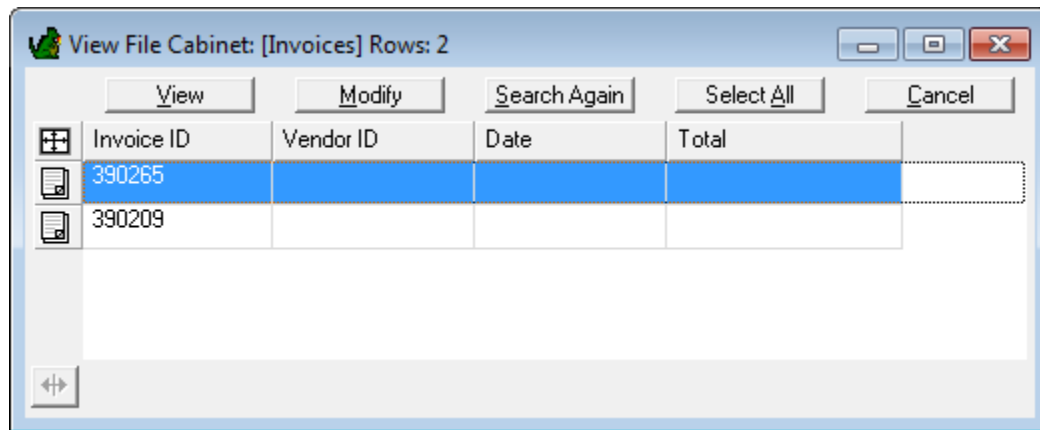 View File Cabinet: [Invoices] Rows: 2
View Modify Search Again Select All Cancel
Invoice ID Vendor ID Date Total
390265
390209